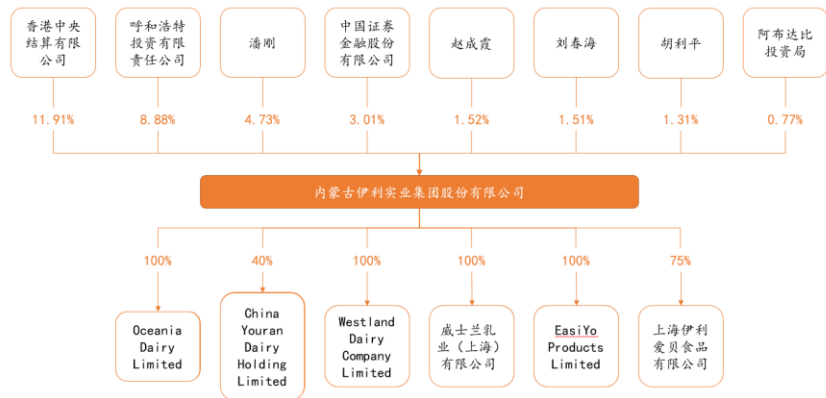 香港中央
结算有限
公司
呼和浩特
投资有限
责任公司
潘刚
中国证券
金融股份
有限公司
赵成霞
刘春海
胡利平
阿布达比
投资局
11.91%
8.88%
4.73%
3.01%
1.52%
1.51%
1.31%
0.77%
内蒙古伊利实业集团股份有限公司
100%
40%
100%
100%
100%
75%
Oceania
Dairy
Limited
China
Youran
Dairy
Holding
Limited
Westland
Dairy
Company
Limited
威士兰乳
业（上海）
有限公司
EasiYo
Products
Limited
上海伊利
爱贝食品
有限公司